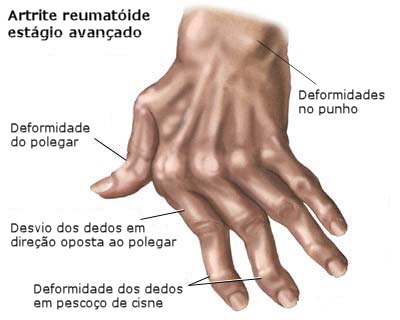 Artrite reumatóide
estágio avançado
Deformidades
no punho
Deformidade
do polegar
Desvio dos dedos em
direção oposta ao polegar
Deformidade dos dedos
em pescoço de cisne